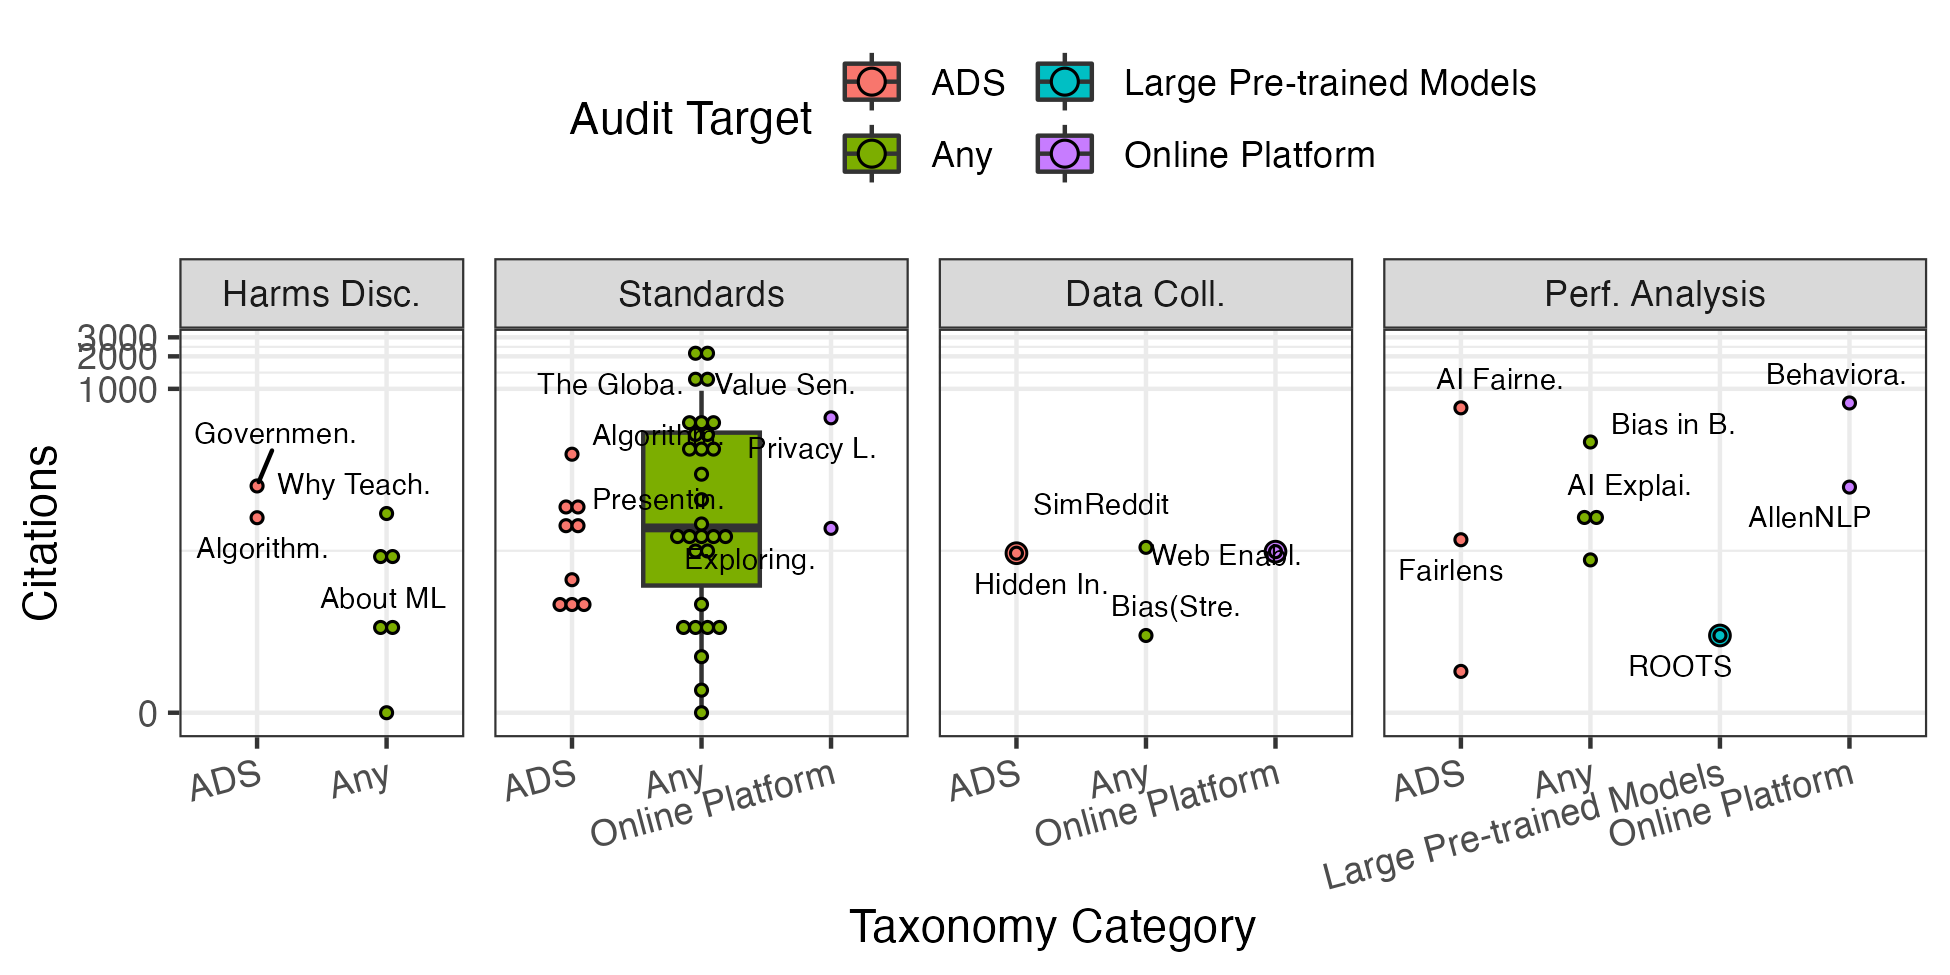 Audit Target
ADS
Large Pre-trained Models
Any
Online Platform
Harms Disc.
Standards
Data Coll.
Perf. Analysis
3000
2000
1000
0
Citations
Governmen.
Why Teach.
Algorithm.
About ML
The Globa.
Value Sen.
Algorithm.
Privacy L.
Presentin.
Exploring.
SimReddit
Web Enabl.
Hidden In.
Bias(Stre.
AI Fairne.
Behaviora.
Bias in B.
AI Explai.
AllenNLP
Fairlens
ROOTS
ADS
Any
ADS
Any
Online Platform
ADS
Any
Online Platform
ADS
Any
Large Pre-trained Models
Online Platform
Taxonomy Category